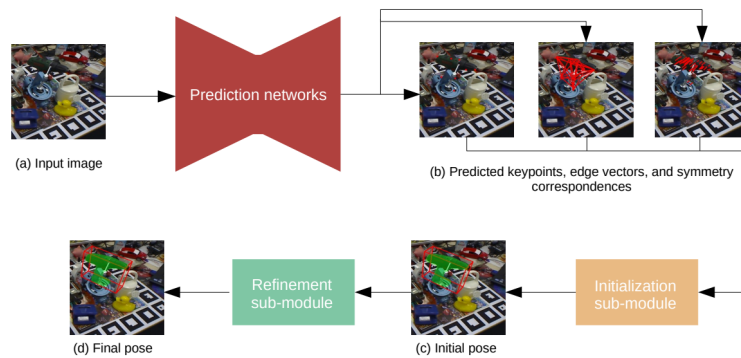 Prediction networks
(a) Input image
(b) Predicted keypoints, edge vectors, and symmetry
correspondences
Refinement
sub-module
Initialization
sub-module
(d) Final pose
(c) Initial pose